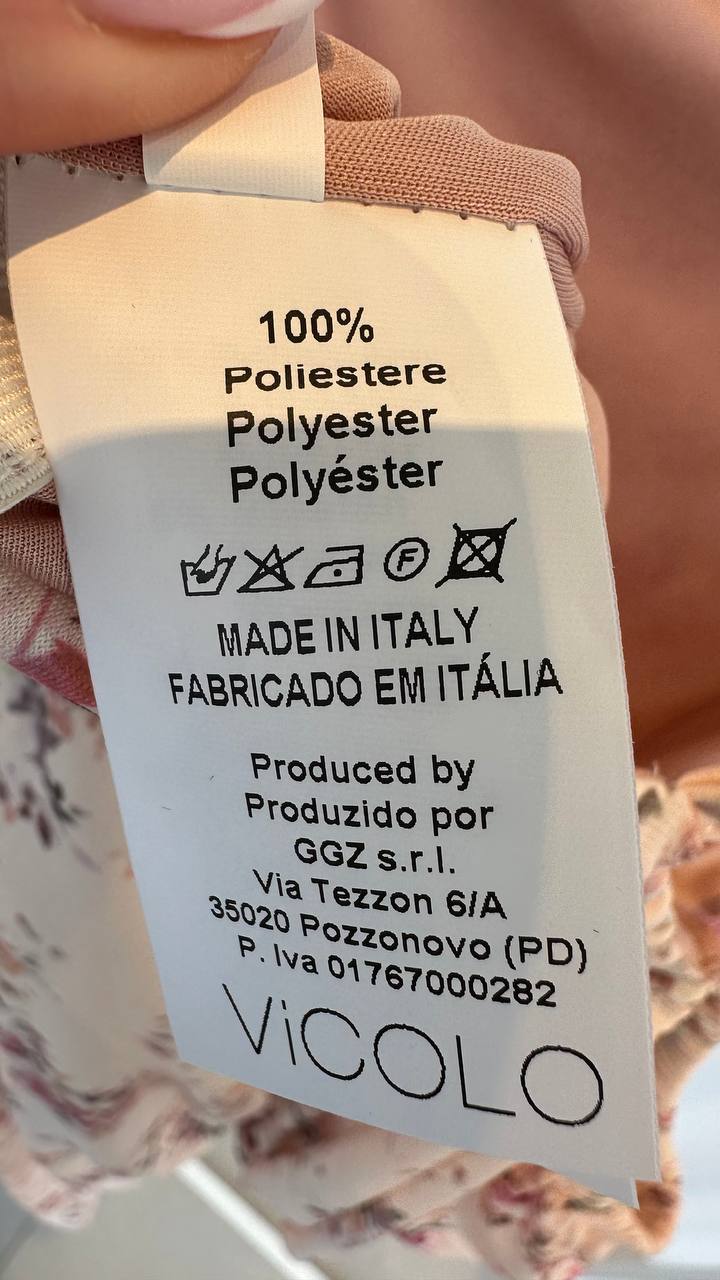 100%
Poliestere
Polyester
Polyéster
F
MADE IN ITALY
FABRICADO EM ITÁLIA
Produced by
Produzido por
GGZ s.r.l.
Via Tezzon 6/A
35020 Pozzonovo (PD)
P. Iva 01767000282
ViCOLO